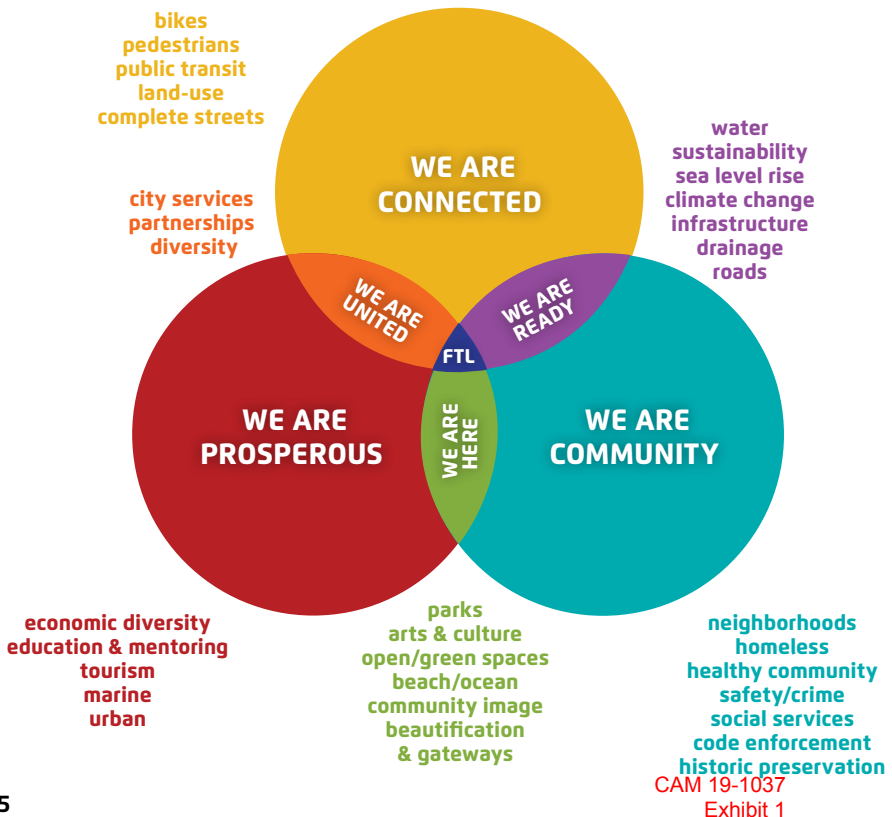 bikes
pedestrians
public transit
land-use
complete streets
water
sustainability
sea level rise
climate change
infrastructure
drainage
roads
WE ARE
CONNECTED
city services
partnerships
diversity
WE ARE
UNITED
WE ARE
READY
FTL
WE ARE
PROSPEROUS
WE ARE
HERE
WE ARE
COMMUNITY
economic diversity
education & mentoring
tourism
marine
urban
parks
arts & culture
open/green spaces
beach/ocean
community image
beautification
& gateways
neighborhoods
homeless
healthy community
safety/crime
social services
code enforcement
historic preservation
CAM 19-1037
Exhibit 1
5